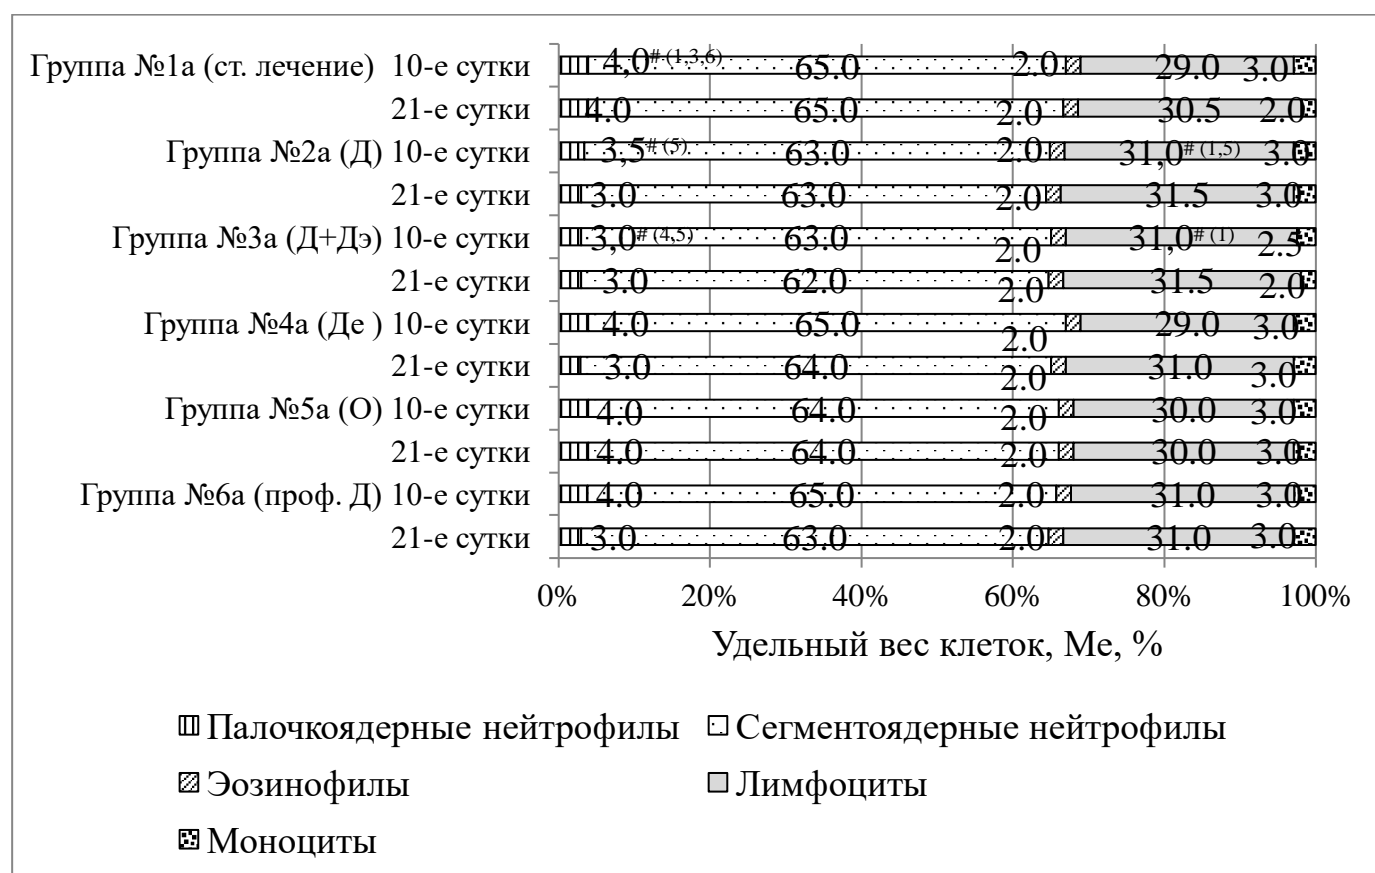 Группа №1а (ст. лечение) 10-е сутки 4,0# (1,3,6) 65.0 2.0 29.0 3.0
21-е сутки 4.0 65.0 2.0 30.5 2.0
Группа №2а (Д) 10-е сутки 3,5# (5) 63.0 2.0 31,0# (1,5) 3.0
21-е сутки 3.0 63.0 2.0 31.5 3.0
Группа №3а (Д+Дэ) 10-е сутки 3,0# (4,5) 63.0 2.0 31,0# (1) 2.5
21-е сутки 3.0 62.0 2.0 31.5 2.0
Группа №4а (Де ) 10-е сутки 4.0 65.0 2.0 29.0 3.0
21-е сутки 3.0 64.0 2.0 31.0 3.0
Группа №5а (О) 10-е сутки 4.0 64.0 2.0 30.0 3.0
21-е сутки 4.0 64.0 2.0 30.0 3.0
Группа №6а (проф. Д) 10-е сутки 4.0 65.0 2.0 31.0 3.0
21-е сутки 3.0 63.0 2.0 31.0 3.0
0% 20% 40% 60% 80% 100%
Удельный вес клеток, Ме, %
Палочкоядерные нейтрофилы Сегментоядерные нейтрофилы
Эозинофилы Лимфоциты
Моноциты